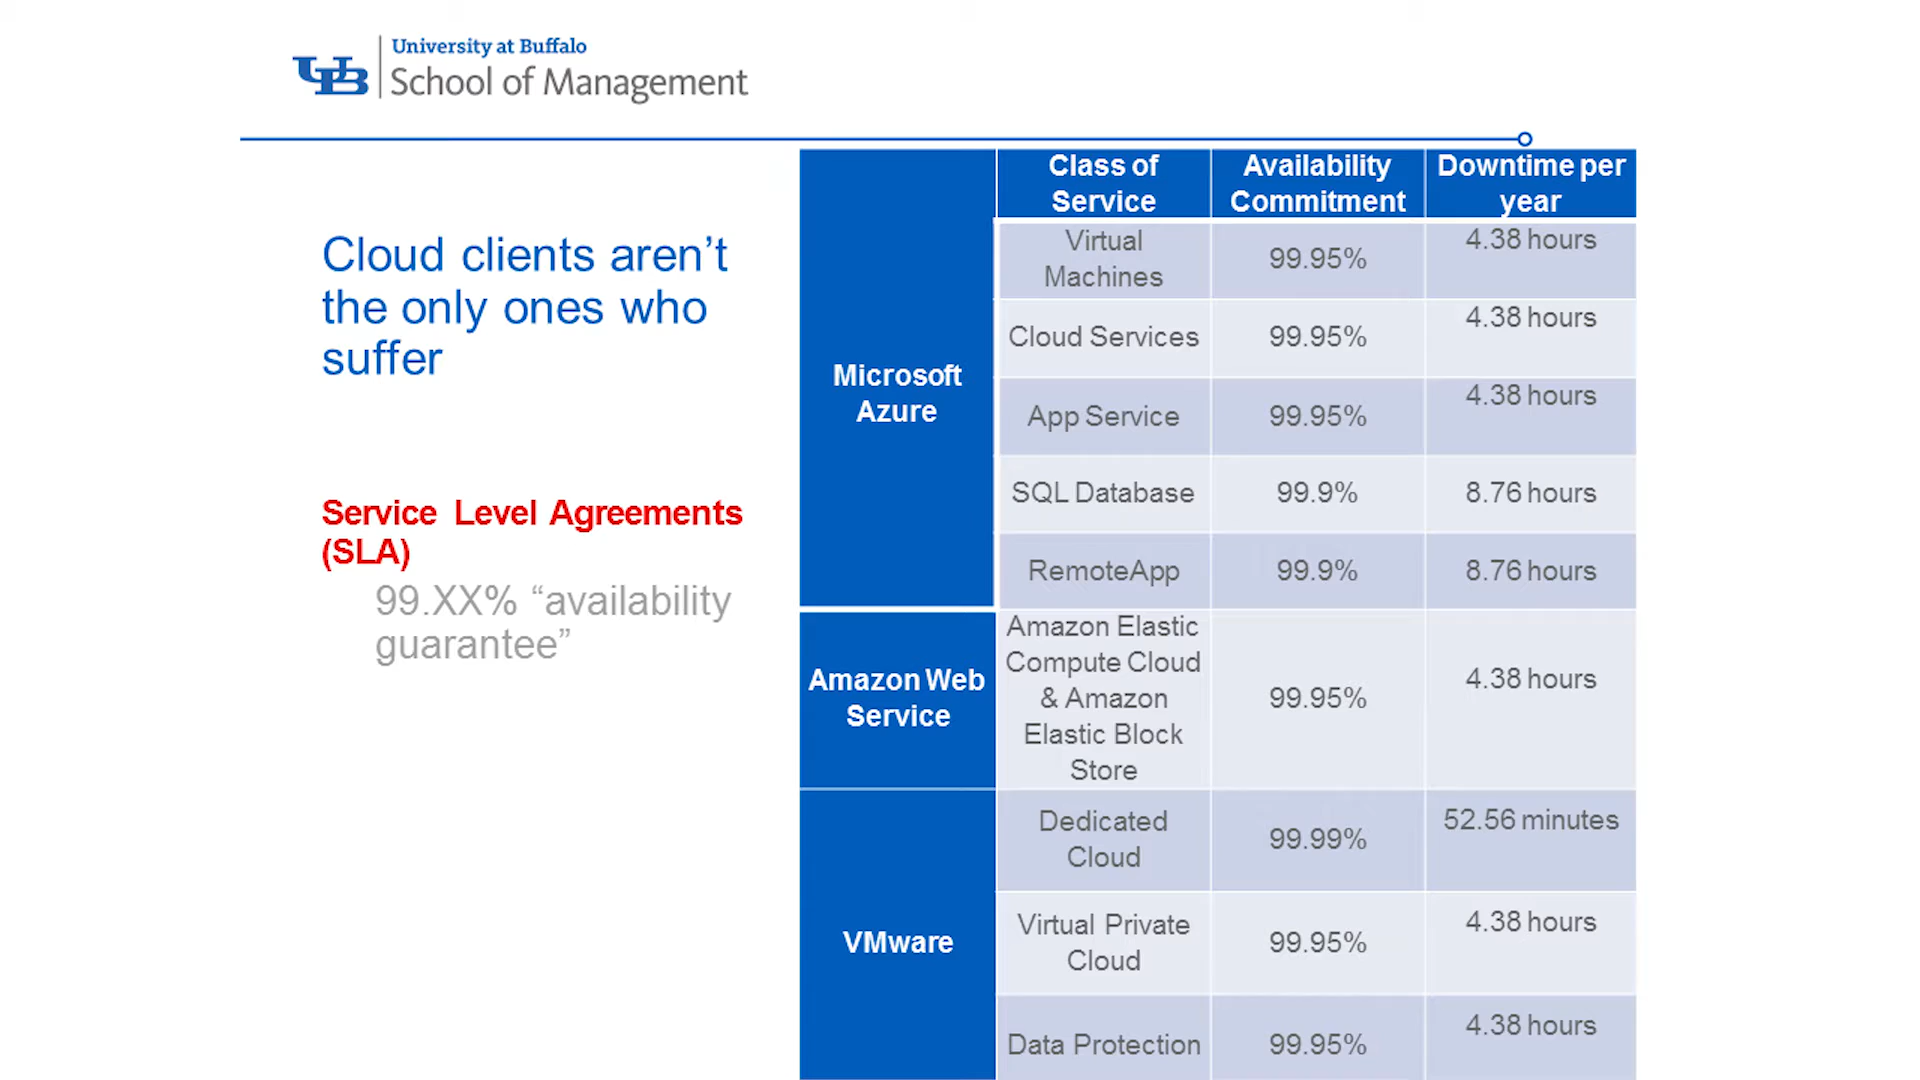 University at Buffalo
UB School of Management
Cloud clients aren’t
the only ones who
suffer
Service Level Agreements
(SLA)
99.XX% “availability
guarantee”
Class of
Service
Availability
Commitment
Downtime per
year
Microsoft
Azure
Virtual
Machines
99.95%
4.38 hours
Cloud Services
99.95%
4.38 hours
App Service
99.95%
4.38 hours
SQL Database
99.9%
8.76 hours
RemoteApp
99.9%
8.76 hours
Amazon Web
Service
Amazon Elastic
Compute Cloud
& Amazon
Elastic Block
Store
99.95%
4.38 hours
VMware
Dedicated
Cloud
99.99%
52.56 minutes
Virtual Private
Cloud
99.95%
4.38 hours
Data Protection
99.95%
4.38 hours